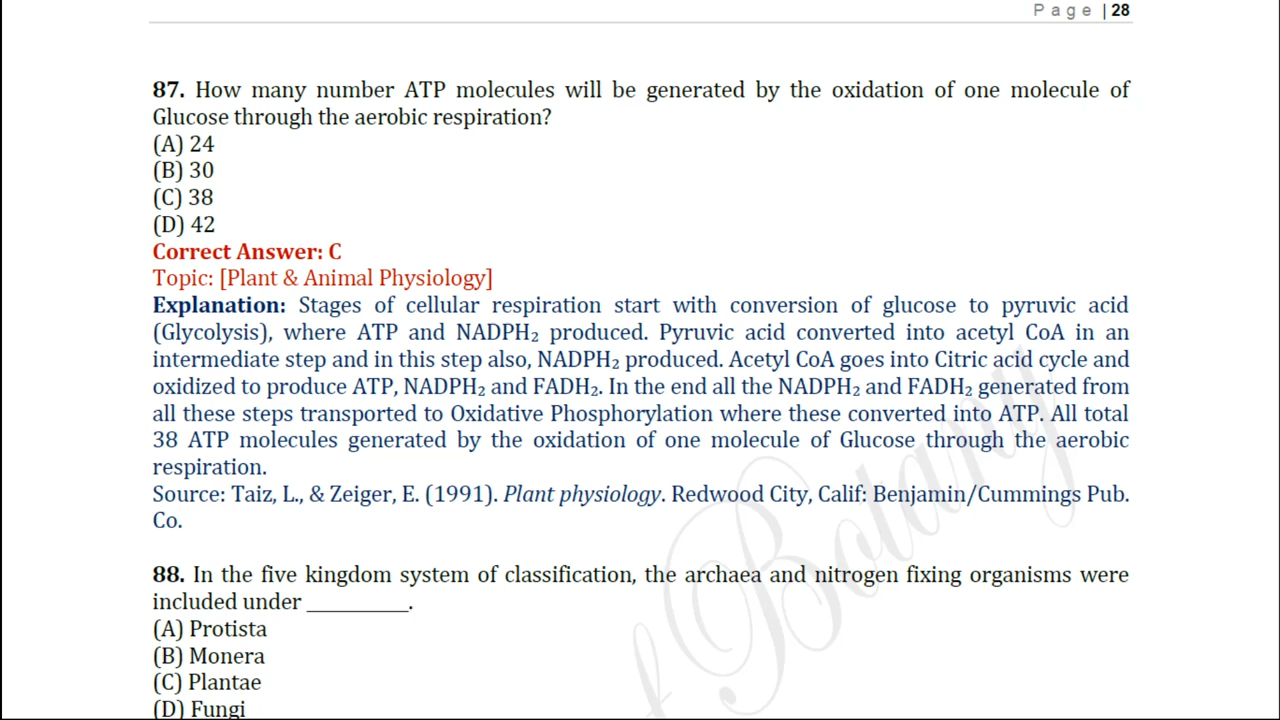 Page | 28
87. How many number ATP molecules will be generated by the oxidation of one molecule of
Glucose through the aerobic respiration?
(A) 24
(B) 30
(C) 38
(D) 42
Correct Answer: C
Topic: [Plant & Animal Physiology]
Explanation: Stages of cellular respiration start with conversion of glucose to pyruvic acid
(Glycolysis), where ATP and NADPH₂ produced. Pyruvic acid converted into acetyl CoA in an
intermediate step and in this step also, NADPH₂ produced. Acetyl CoA goes into Citric acid cycle and
oxidized to produce ATP, NADPH₂ and FADH₂. In the end all the NADPH₂ and FADH₂ generated from
all these steps transported to Oxidative Phosphorylation where these converted into ATP. All total
38 ATP molecules generated by the oxidation of one molecule of Glucose through the aerobic
respiration.
Source: Taiz, L., & Zeiger, E. (1991). Plant physiology. Redwood City, Calif: Benjamin/Cummings Pub.
Co.
88. In the five kingdom system of classification, the archaea and nitrogen fixing organisms were
included under _________.
(A) Protista
(B) Monera
(C) Plantae
(D) Fungi
Botany